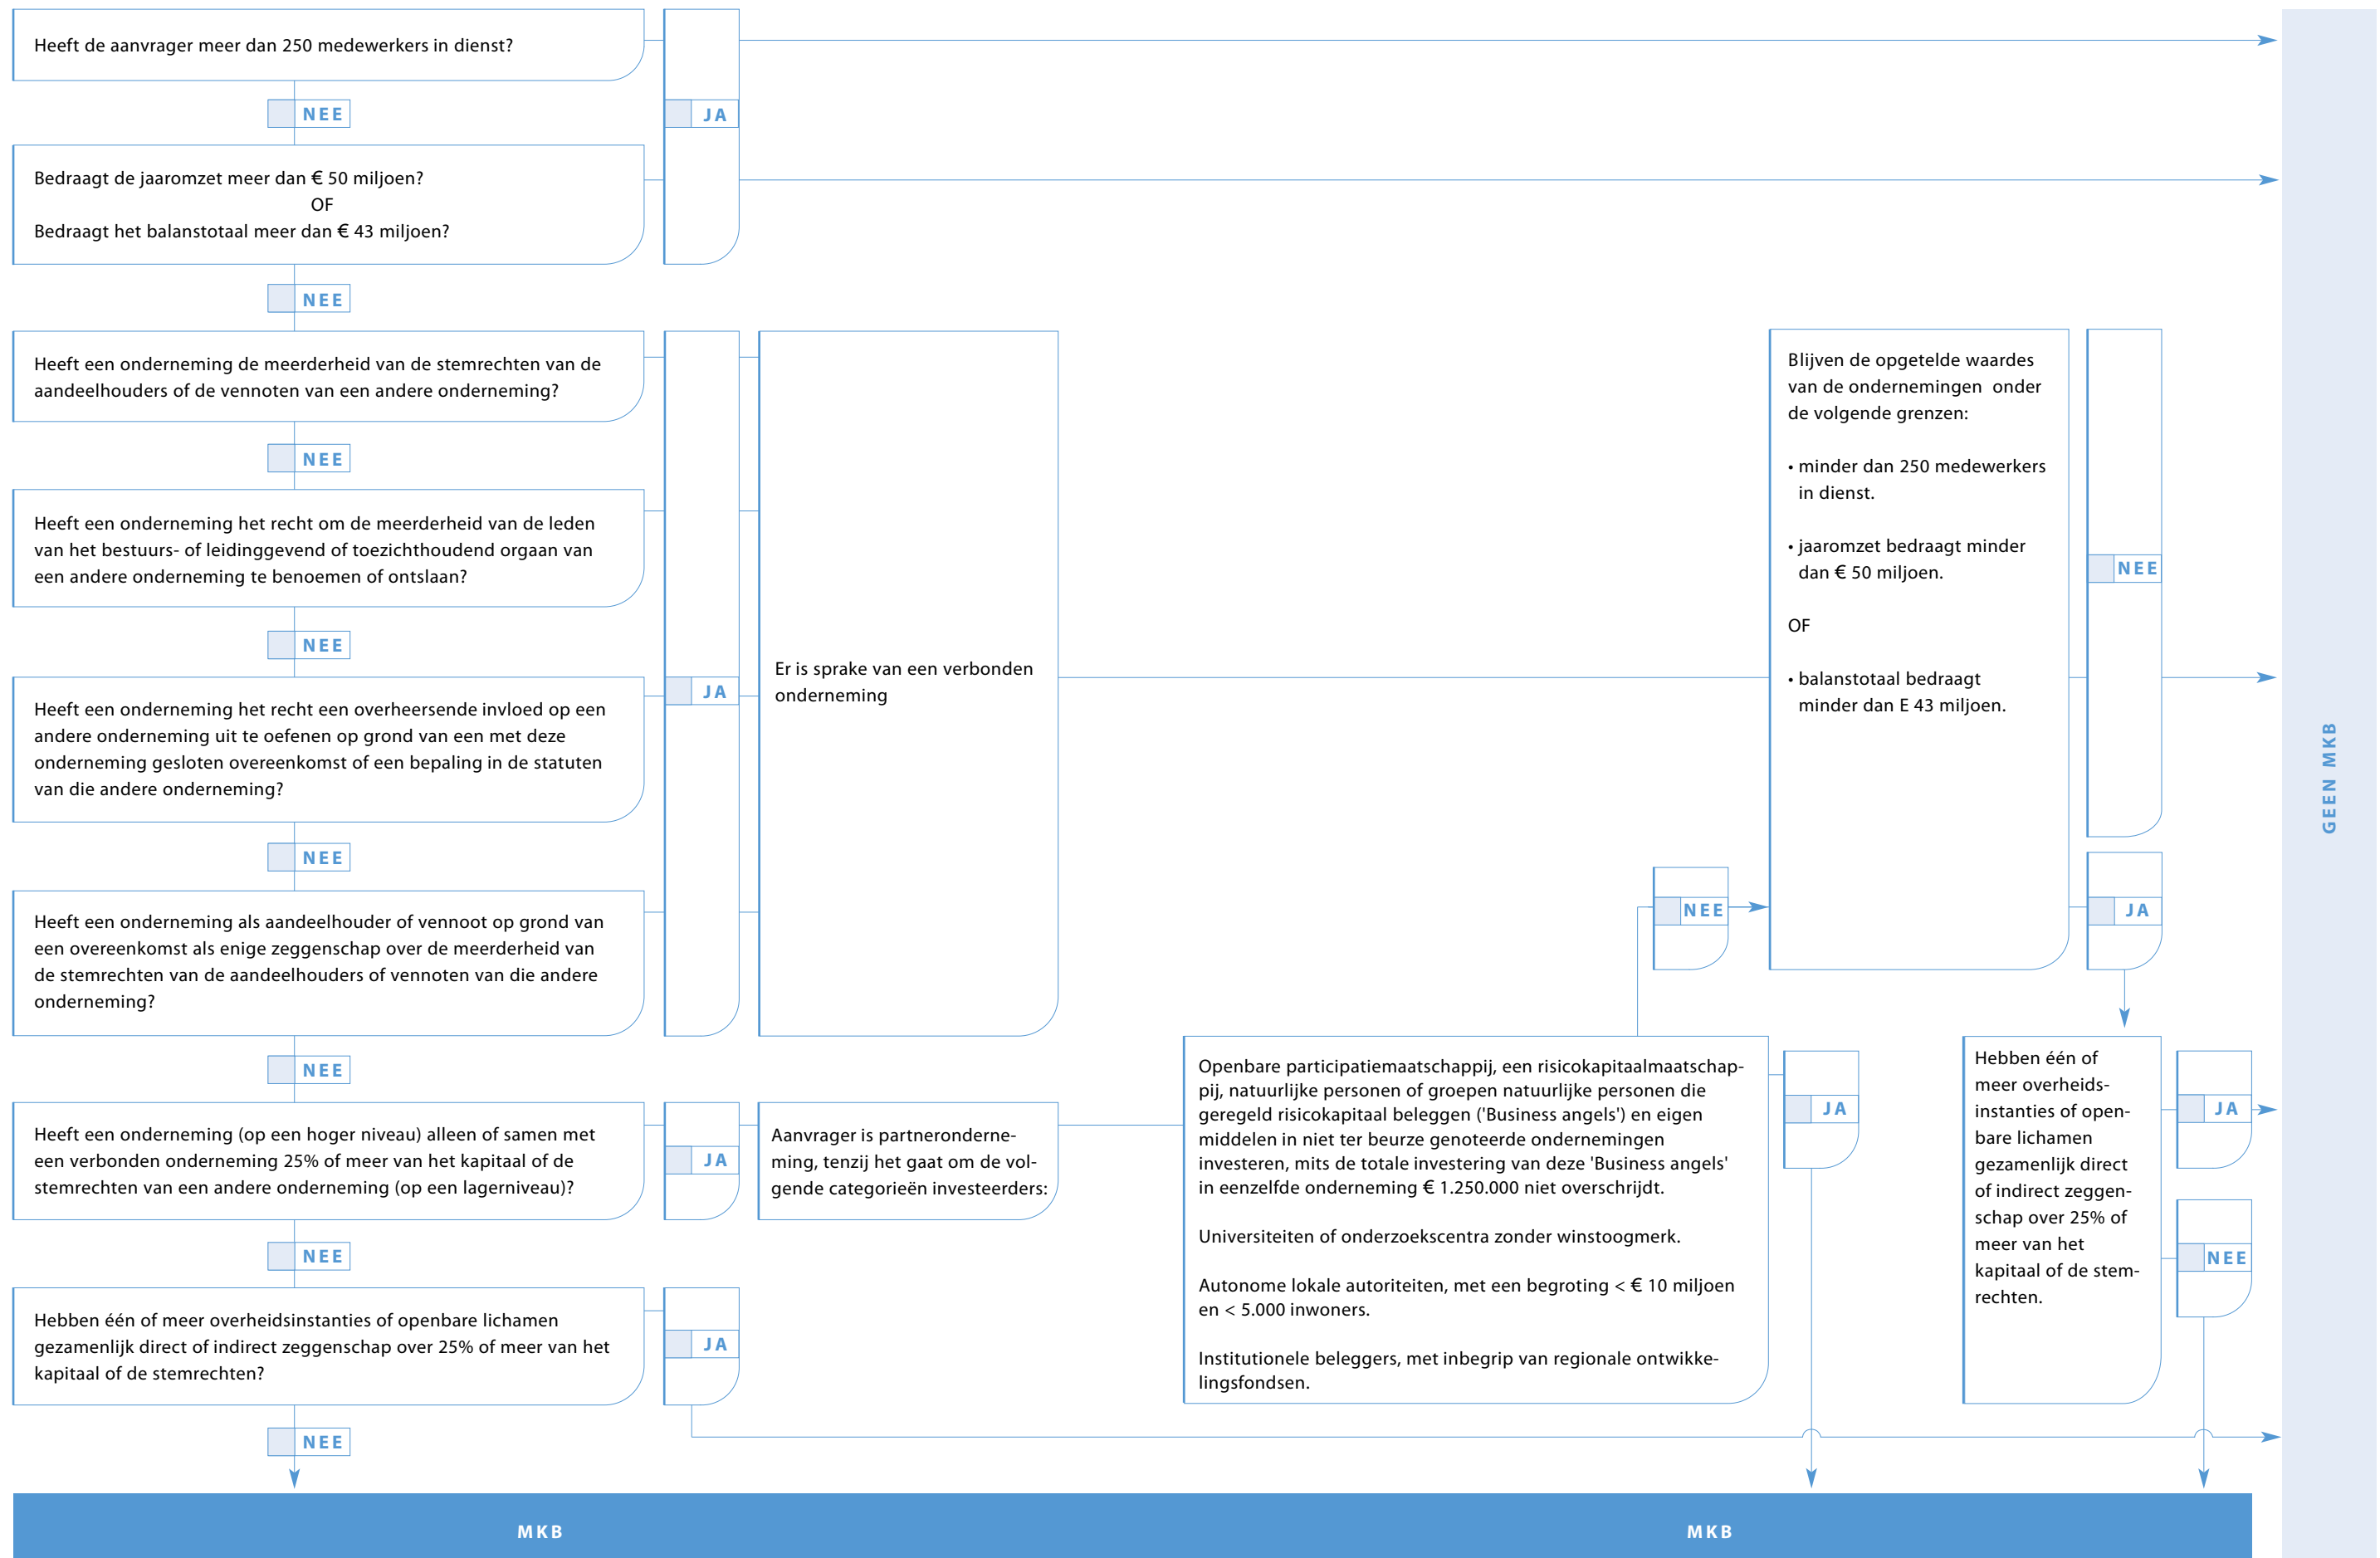 Heeft de aanvrager meer dan 250 medewerkers in dienst?
NEE
JA
Bedraagt de jaaromzet meer dan € 50 miljoen?
OF
Bedraagt het balanstotaal meer dan € 43 miljoen?
NEE
Heeft een onderneming de meerderheid van de stemrechten van de
aandeelhouders of de vennoten van een andere onderneming?
NEE
Heeft een onderneming het recht om de meerderheid van de leden
van het bestuurs- of leidinggevend of toezichthoudend orgaan van
een andere onderneming te benoemen of ontslaan?
NEE
Heeft een onderneming het recht een overheersende invloed op een
andere onderneming uit te oefenen op grond van een met deze
onderneming gesloten overeenkomst of een bepaling in de statuten
van die andere onderneming?
NEE
Heeft een onderneming als aandeelhouder of vennoot op grond van
een overeenkomst als enige zeggenschap over de meerderheid van
de stemrechten van de aandeelhouders of vennoten van die andere
onderneming?
JA
Er is sprake van een verbonden
onderneming
Blijven de opgetelde waardes
van de ondernemingen  onder
de volgende grenzen:
• minder dan 250 medewerkers
in dienst.
• jaaromzet bedraagt minder
dan € 50 miljoen.
OF
• balanstotaal bedraagt
minder dan E 43 miljoen.
NEE
JA
NEE
NEE
Heeft een onderneming (op een hoger niveau) alleen of samen met
een verbonden onderneming 25% of meer van het kapitaal of de
stemrechten van een andere onderneming (op een lagerniveau)?
JA
Aanvrager is partneronderne-
ming, tenzij het gaat om de vol-
gende categorieën investeerders:
Openbare participatiemaatschappij, een risicokapitaalmaatschap-
pij, natuurlijke personen of groepen natuurlijke personen die
geregeld risicokapitaal beleggen ('Business angels') en eigen
middelen in niet ter beurze genoteerde ondernemingen
investeren, mits de totale investering van deze 'Business angels'
in eenzelfde onderneming € 1.250.000 niet overschrijdt.
Universiteiten of onderzoekscentra zonder winstoogmerk.
Autonome lokale autoriteiten, met een begroting < € 10 miljoen
en < 5.000 inwoners.
Institutionele beleggers, met inbegrip van regionale ontwikke-
lingsfondsen.
JA
Hebben één of
meer overheids-
instanties of open-
bare lichamen
gezamenlijk direct
of indirect zeggen-
schap over 25% of
meer van het
kapitaal of de stem-
rechten.
JA
NEE
NEE
Hebben één of meer overheidsinstanties of openbare lichamen
gezamenlijk direct of indirect zeggenschap over 25% of meer van het
kapitaal of de stemrechten?
JA
NEE
MKB
MKB
GEEN MKB